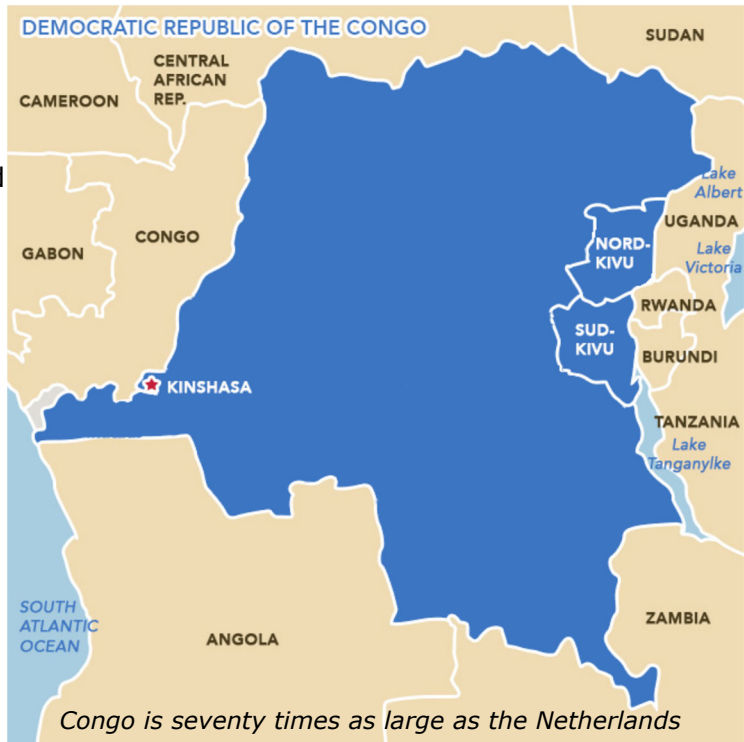 DEMOCRATIC REPUBLIC OF THE CONGO
SUDAN
CENTRAL
AFRICAN
REP.
CAMEROON
Lake
Albert
UGANDA
CONGO
GABON
NORD-
KIVU
Lake
Victoria
RWANDA
SUD-
KIVU
BURUNDI
KINSHASA
TANZANIA
Lake
Tanganylke
SOUTH
ATLANTIC
OCEAN
ANGOLA
ZAMBIA
Congo is seventy times as large as the Netherlands